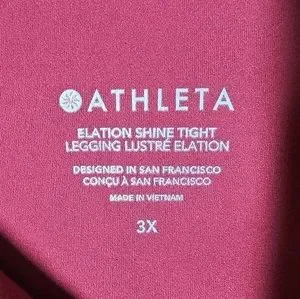 ATHLETA
ELATION SHINE TIGHT
LEGGING LUSTRÉ ELATION
DESIGNED IN SAN FRANCISCO
CONÇU À SAN FRANCISCO
MADE IN VIETNAM
3X